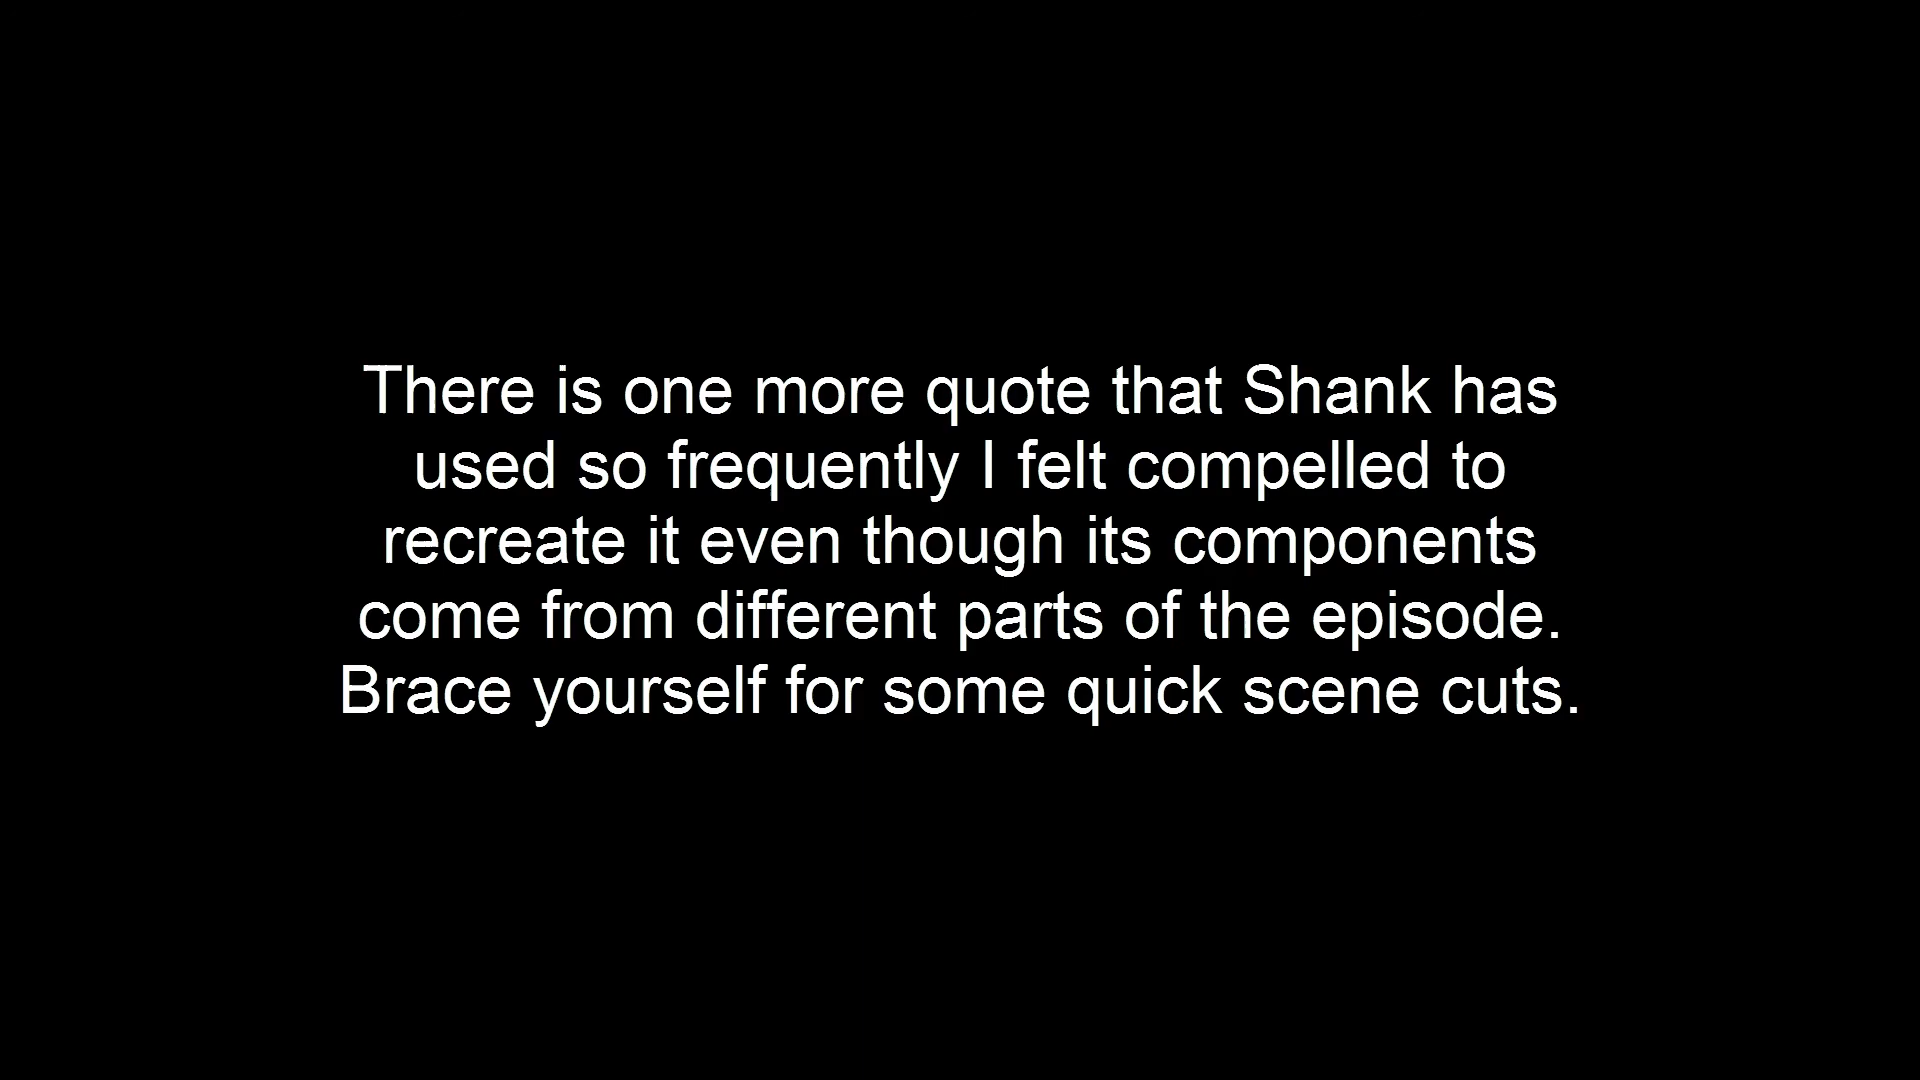 There is one more quote that Shank has
used so frequently I felt compelled to
recreate it even though its components
come from different parts of the episode.
Brace yourself for some quick scene cuts.